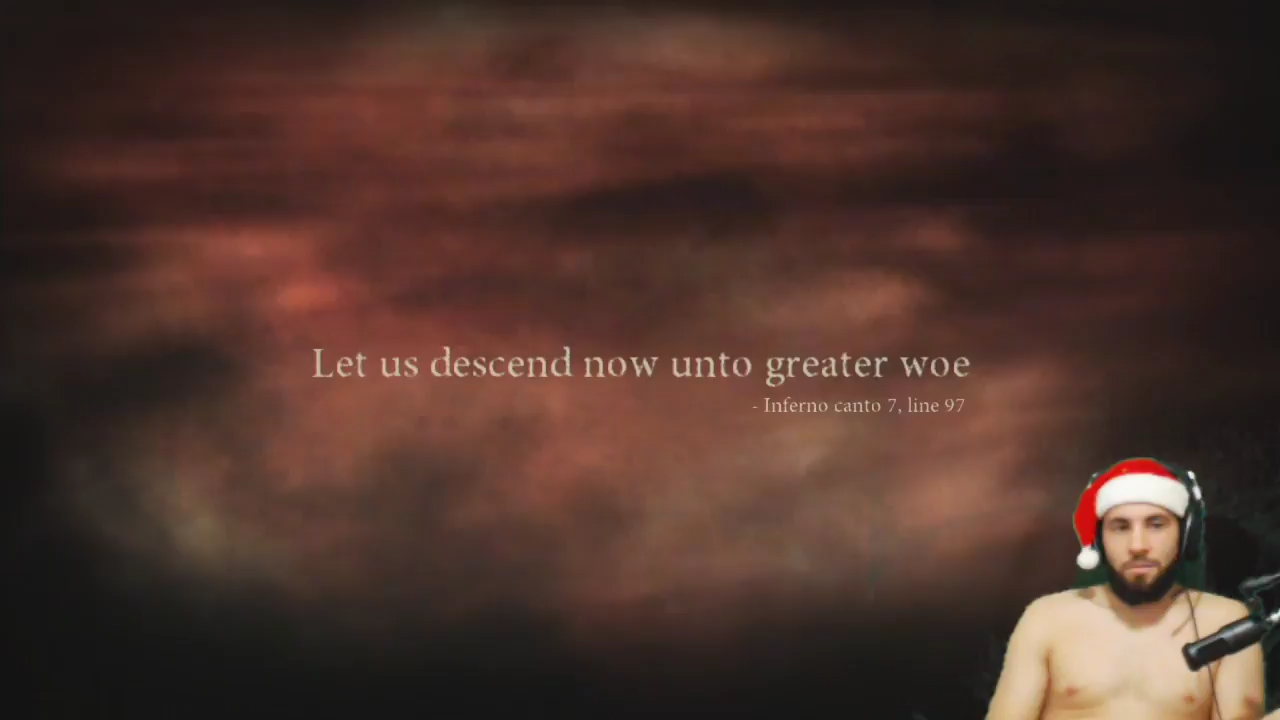 Let us descend now unto greater woe
- Inferno canto 7, line 97